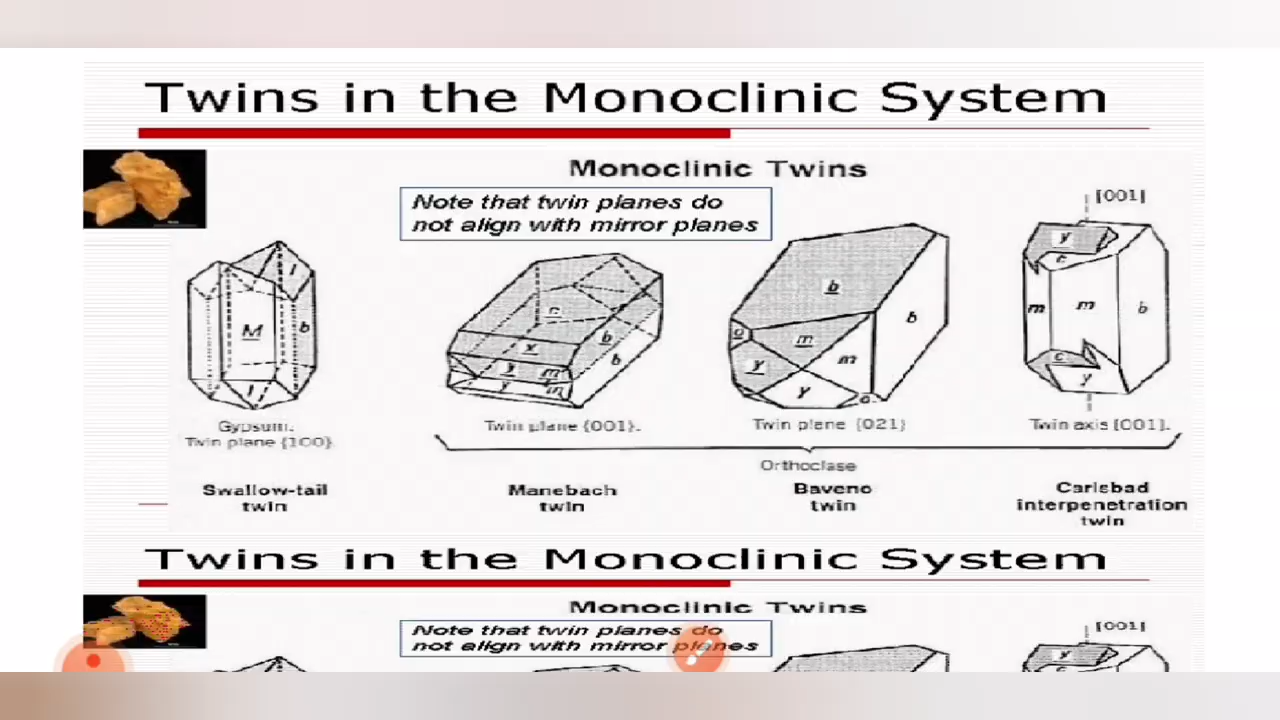 Twins in the Monoclinic System
Monoclinic Twins
Note that twin planes do
not align with mirror planes
[001]
y
c
l
b
M
l
c
b
b
y
y
m
y
m
b
b
o
m
m
y
y
o
m
m
b
c
y
Gypsum.
Twin plane {100}
Twin plane {001}.
Twin plane {021}
Twin axis [001].
Orthoclase
Swallow-tail
twin
Manebach
twin
Baveno
twin
Carlsbad
interpenetration
twin
Twins in the Monoclinic System
Monoclinic Twins
Note that twin planes do
not align with mirror planes
[001]
y